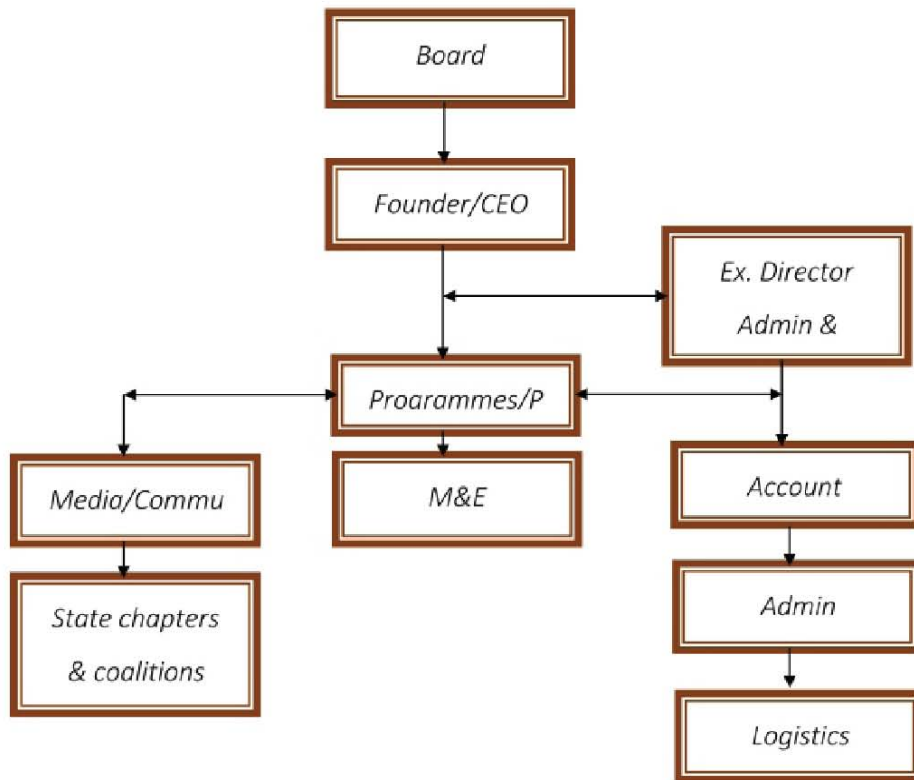 Board
Founder/CEO
Ex. Director
Admin &
Proarammes/P
Media/Commu
M&E
Account
State chapters
& coalitions
Admin
Logistics